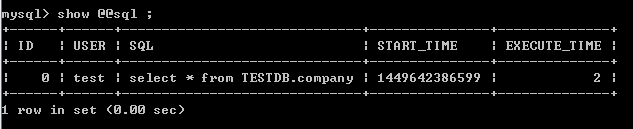 mysql> show @@sql ;
+------+------+------------------------------+---------------+--------------+
| ID | USER | SQL | START_TIME | EXECUTE_TIME |
+------+------+------------------------------+---------------+--------------+
| 0 | test | select * from TESTDB.company | 1449642386599 | 2 |
+------+------+------------------------------+---------------+--------------+
1 row in set (0.00 sec)